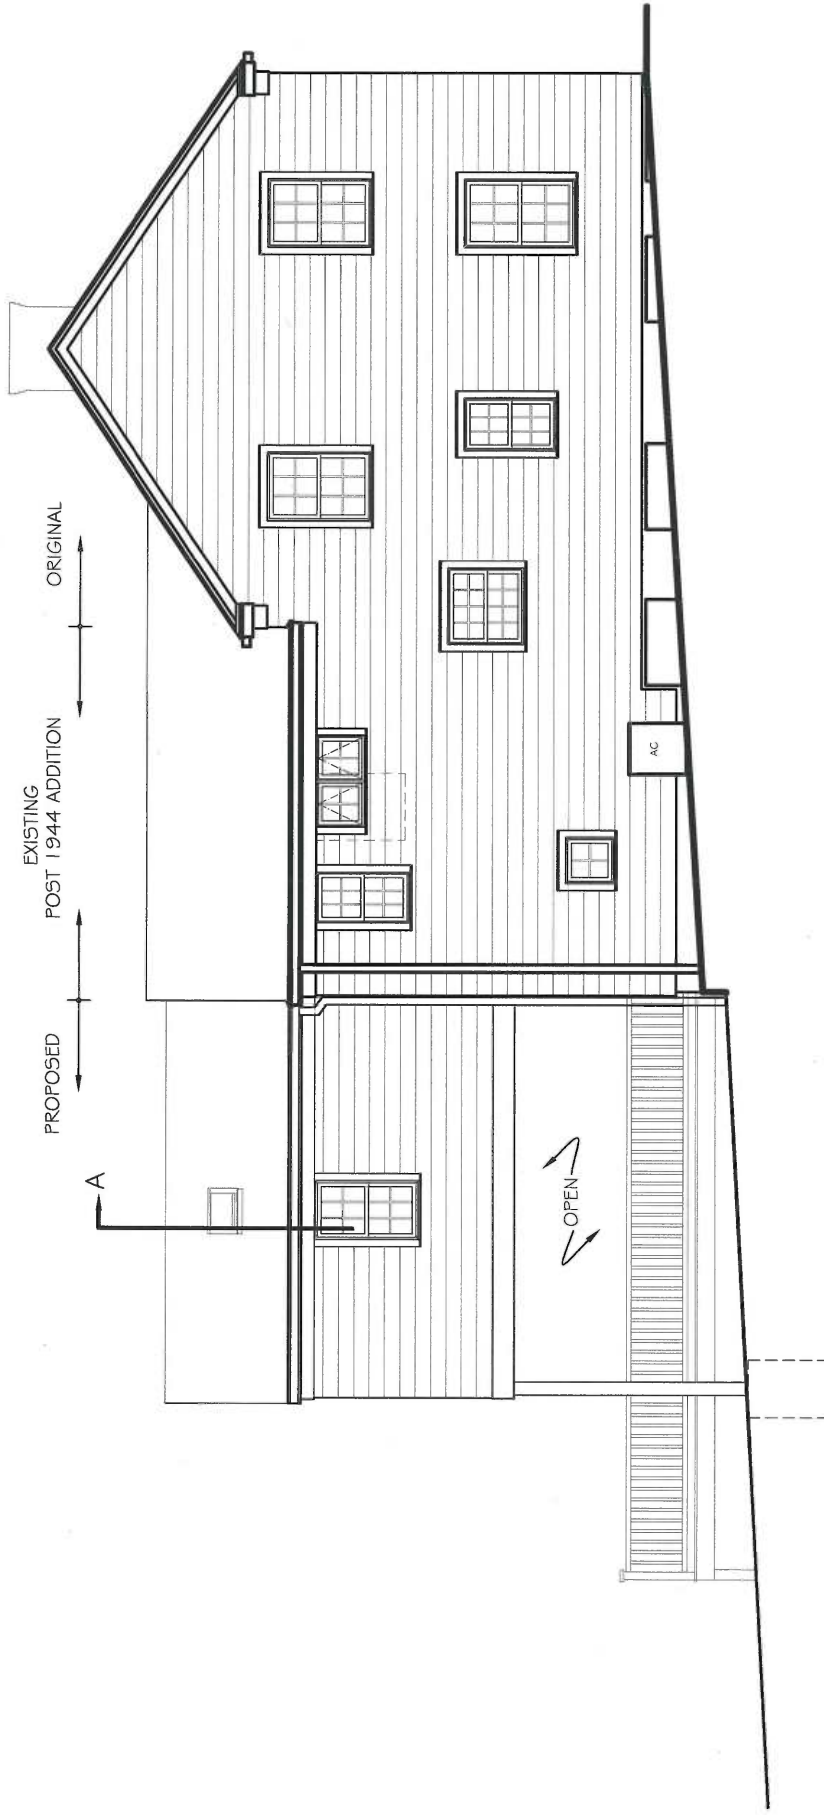 PROPOSED
EXISTING
POST 1944 ADDITION
ORIGINAL
A
OPEN
AC